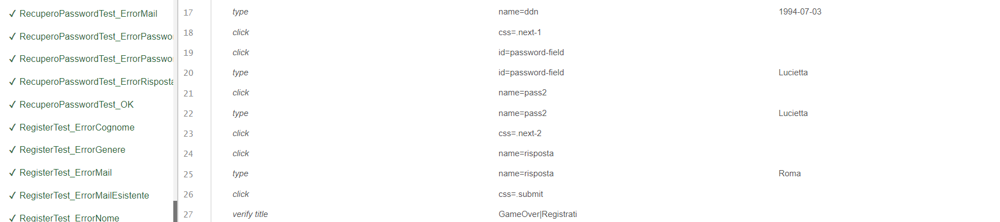 ✓ RecuperoPasswordTest_ErrorMail
✓ RecuperoPasswordTest_ErrorPasswo
✓ RecuperoPasswordTest_ErrorPasswo
✓ RecuperoPasswordTest_ErrorRisposta
✓ RecuperoPasswordTest_OK
✓ RegisterTest_ErrorCognome
✓ RegisterTest_ErrorGenere
✓ RegisterTest_ErrorMail
✓ RegisterTest_ErrorMailEsistente
✓ RegisterTest_ErrorNome
17 type name=ddn 1994-07-03
18 click css=.next-1
19 click id=password-field
20 type id=password-field Lucietta
21 click name=pass2
22 type name=pass2 Lucietta
23 click css=.next-2
24 click name=risposta
25 type name=risposta Roma
26 click css=.submit
27 verify title GameOver|Registrati